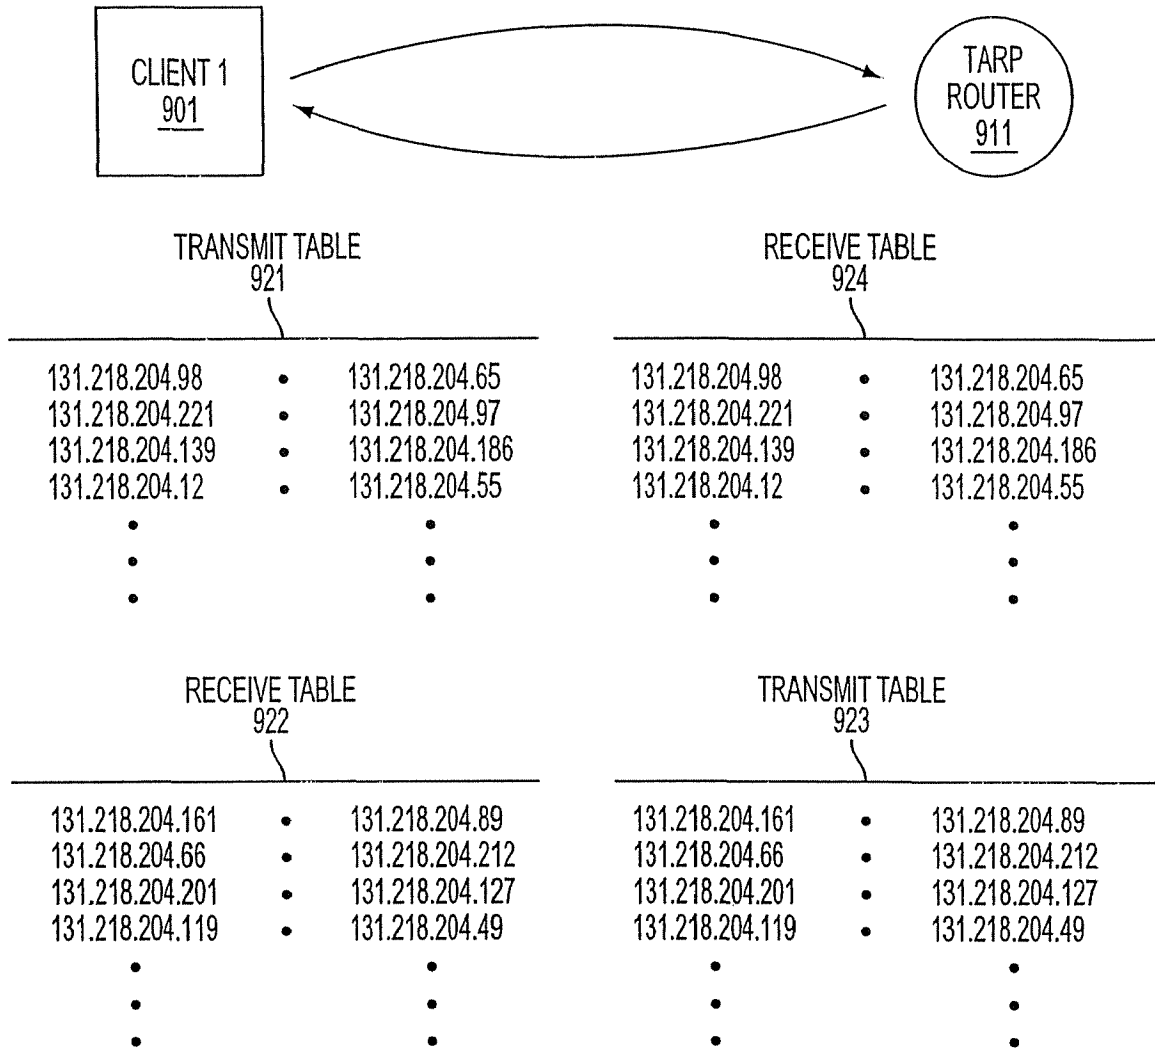 CLIENT 1
901
TARP
ROUTER
911
TRANSMIT TABLE
921
RECEIVE TABLE
924
131.218.204.98 • 131.218.204.65
131.218.204.221 • 131.218.204.97
131.218.204.139 • 131.218.204.186
131.218.204.12 • 131.218.204.55
131.218.204.98 • 131.218.204.65
131.218.204.221 • 131.218.204.97
131.218.204.139 • 131.218.204.186
131.218.204.12 • 131.218.204.55
RECEIVE TABLE
922
TRANSMIT TABLE
923
131.218.204.161 • 131.218.204.89
131.218.204.66 • 131.218.204.212
131.218.204.201 • 131.218.204.127
131.218.204.119 • 131.218.204.49
131.218.204.161 • 131.218.204.89
131.218.204.66 • 131.218.204.212
131.218.204.201 • 131.218.204.127
131.218.204.119 • 131.218.204.49